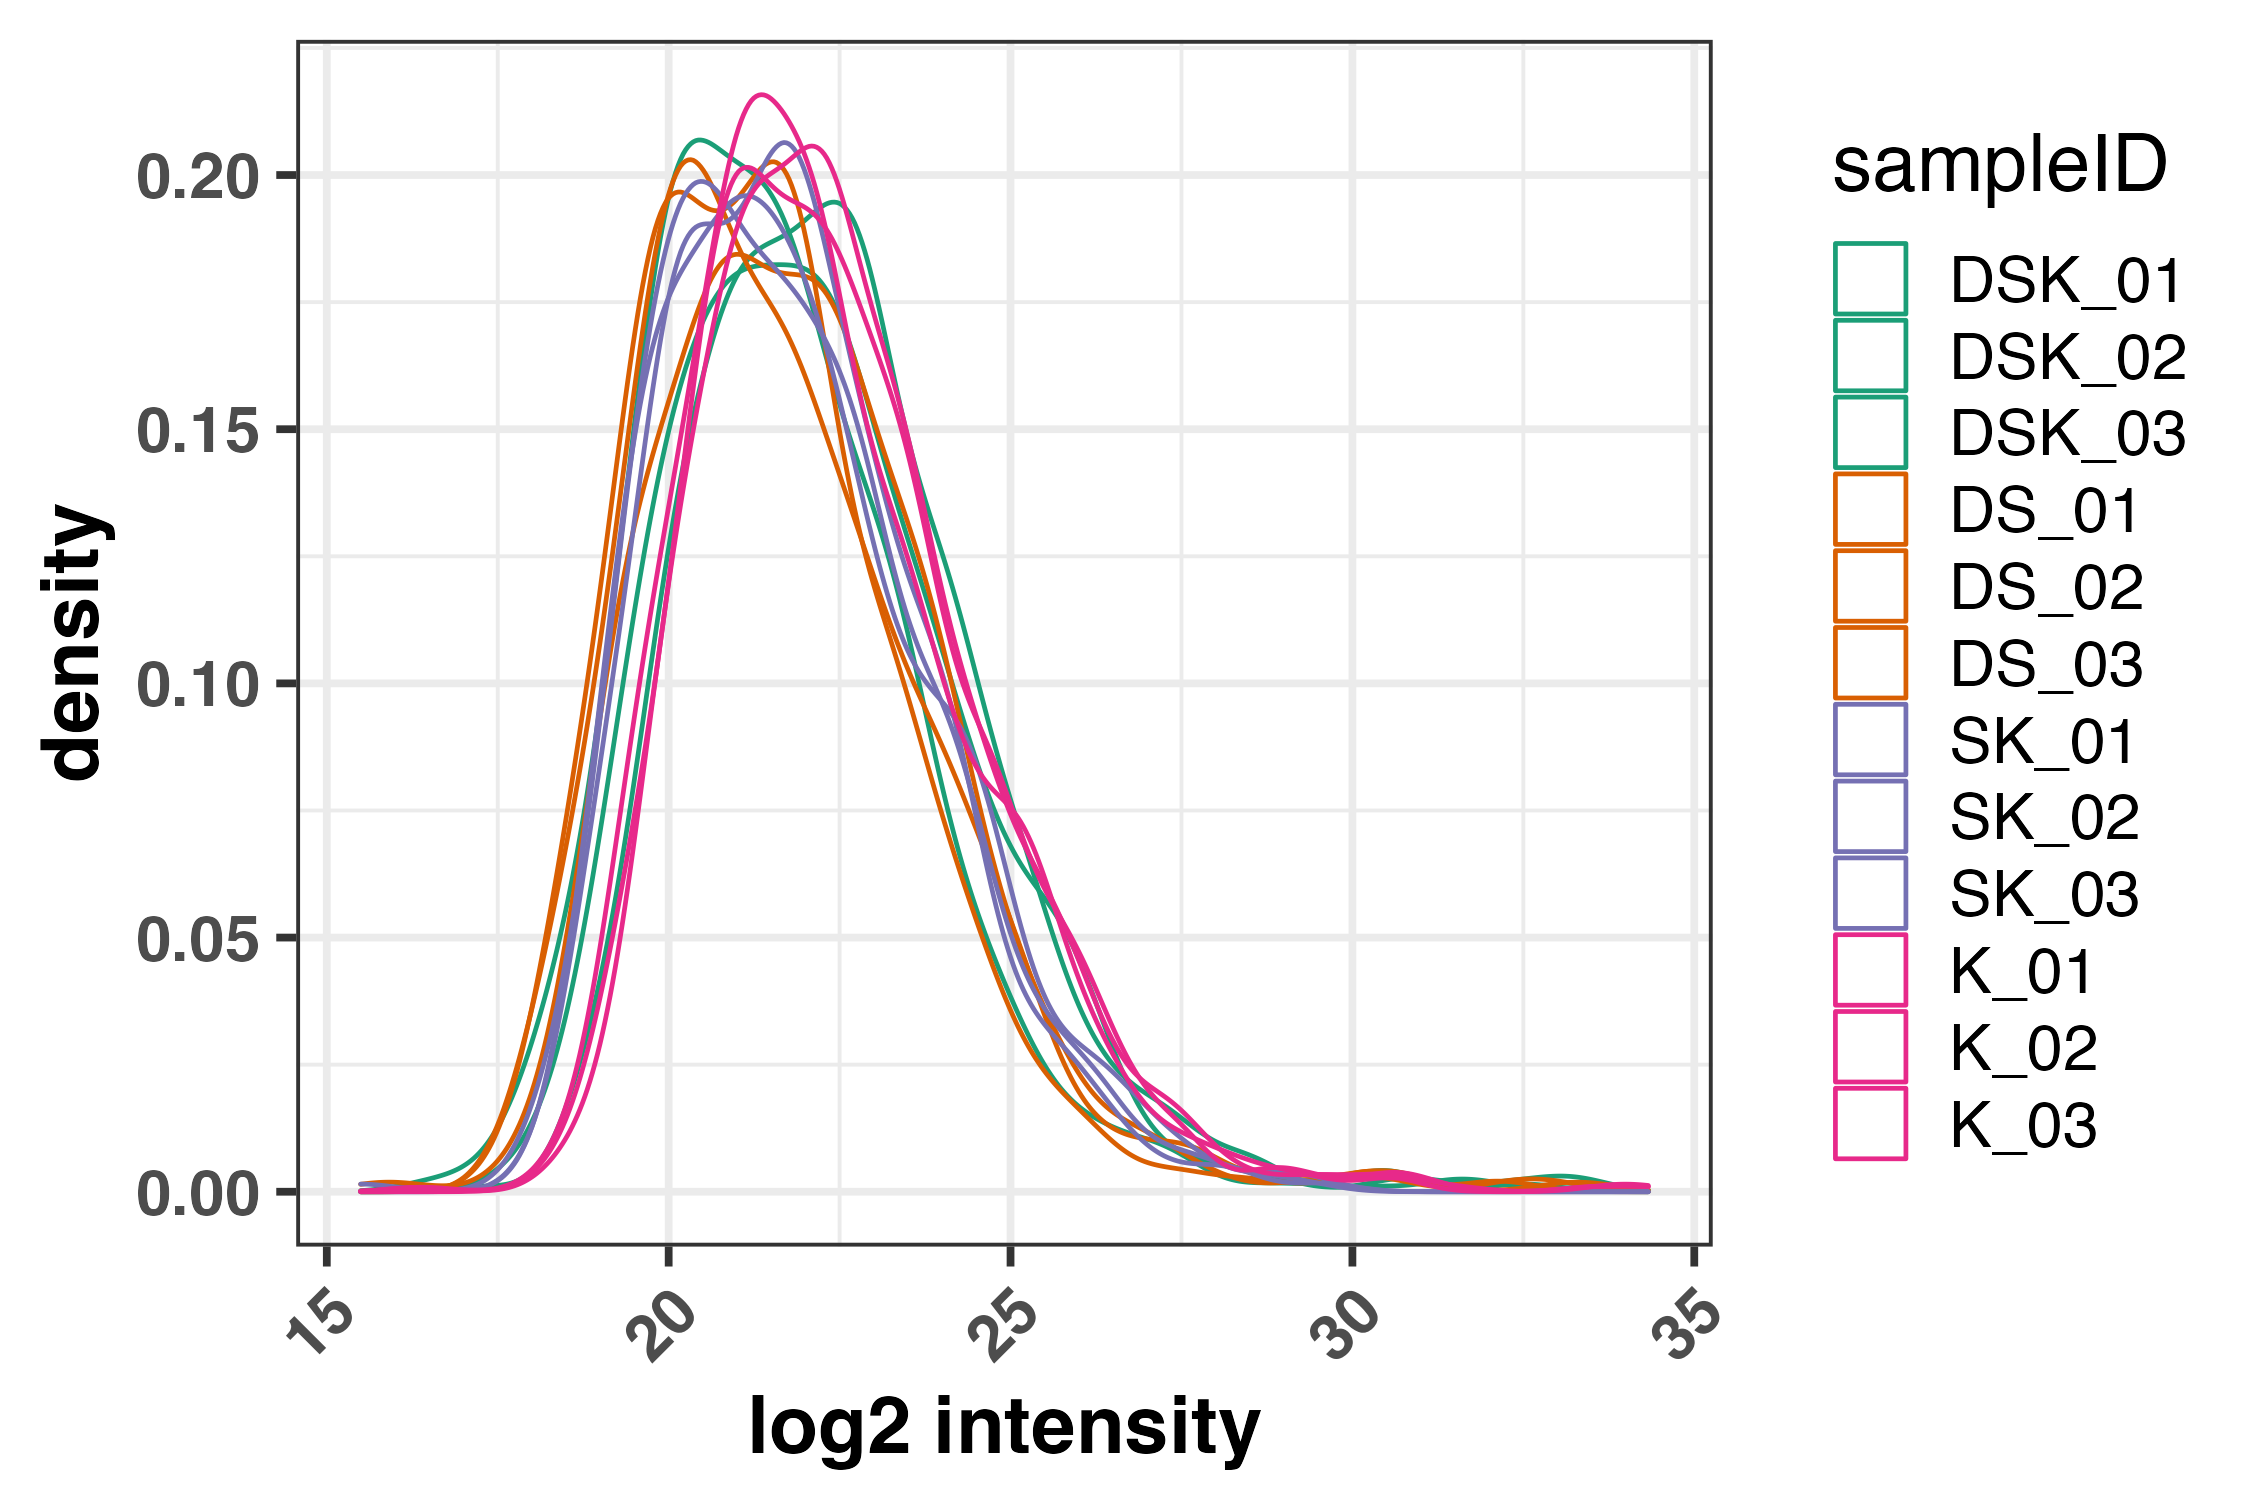 density
0.20
0.15
0.10
0.05
0.00
15 20 25 30 35
log2 intensity
sampleID
DSK_01
DSK_02
DSK_03
DS_01
DS_02
DS_03
SK_01
SK_02
SK_03
K_01
K_02
K_03